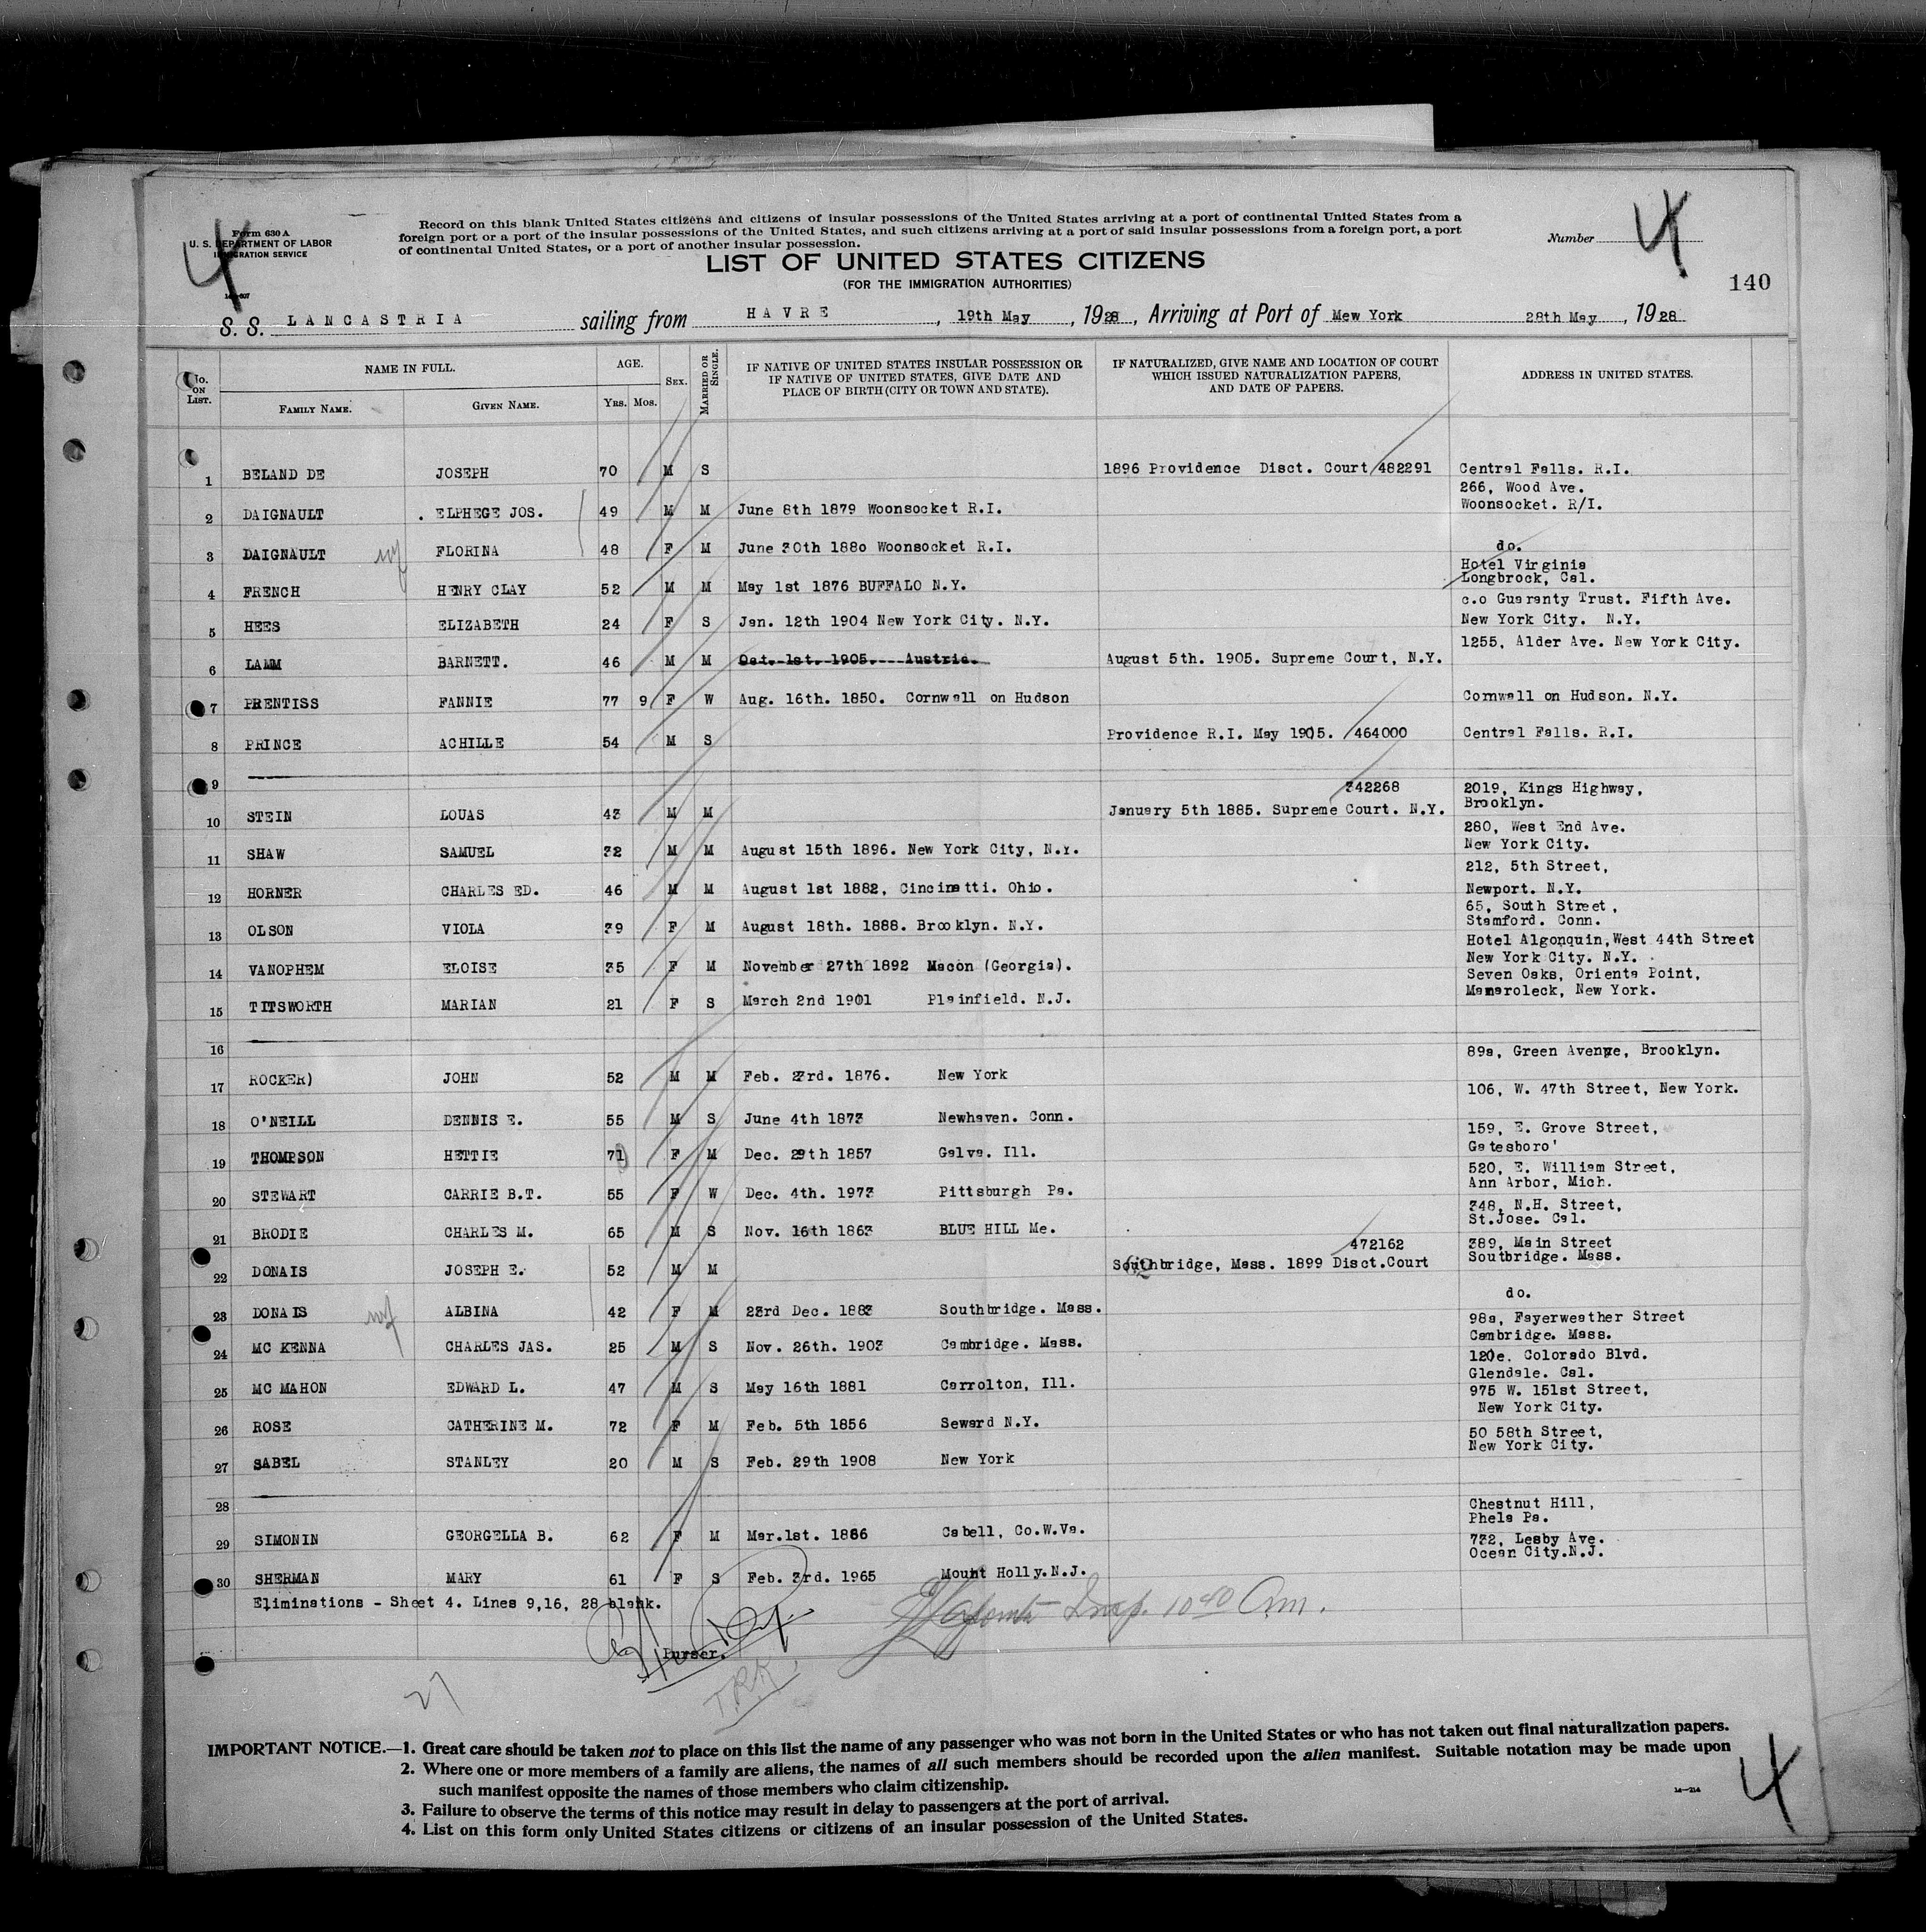 4
Form 630 A
U. S. DEPARTMENT OF LABOR
IMMIGRATION SERVICE
Record on this blank United States citizens and citizens of insular possessions of the United States arriving at a port of continental United States from a
foreign port or a port of the insular possessions of the United States, and such citizens arriving at a port of said insular possessions from a foreign port, a port
of continental United States, or a port of another insular possession.
Number 4
LIST OF UNITED STATES CITIZENS
(FOR THE IMMIGRATION AUTHORITIES)
140
S. S. LANCASTRIA sailing from HAVRE, 19th May, 1928, Arriving at Port of Mew York 28th May, 1928
No. ON LIST. NAME IN FULL. FAMILY NAME. GIVEN NAME. AGE. YRS. MOS. SEX. MARRIED OR SINGLE. IF NATIVE OF UNITED STATES INSULAR POSSESSION OR IF NATIVE OF UNITED STATES, GIVE DATE AND PLACE OF BIRTH (CITY OR TOWN AND STATE). IF NATURALIZED, GIVE NAME AND LOCATION OF COURT WHICH ISSUED NATURALIZATION PAPERS, AND DATE OF PAPERS. ADDRESS IN UNITED STATES.
1 BELAND DE JOSEPH 70 M S 1896 Providence Disct. Court 482291 Central Falls. R.I.
266, Wood Ave.
2 DAIGNAULT . ELPHEGE JOS. 49 M M June 8th 1879 Woonsocket R.I. Woonsocket. R/I.
3 DAIGNAULT wf FLORINA 48 F M June 30th 1880 Woonsocket R.I. do.
Hotel Virginia
4 FRENCH HENRY CLAY 52 M M May 1st 1876 BUFFALO N.Y. Longbrock, Cal.
c.o Guaranty Trust. Fifth Ave.
5 HEES ELIZABETH 24 F S Jan. 12th 1904 New York City. N.Y. New York City. N.Y.
1255, Alder Ave. New York City.
6 LAMM BARNETT. 46 M M Oct. 1st. 1905. Austria. August 5th. 1905. Supreme Court, N.Y.
7 PRENTISS FANNIE 77 9 F W Aug. 16th. 1850. Cornwall on Hudson Cornwall on Hudson. N.Y.
8 PRINCE ACHILLE 54 M S Providence R.I. May 1905. 464000 Central Falls. R.I.
9 342268 2019, Kings Highway,
Brooklyn.
10 STEIN LOUAS 43 M M January 5th 1885. Supreme Court. N.Y.
280, West End Ave.
11 SHAW SAMUEL 32 M M August 15th 1896. New York City, N.Y. New York City.
212, 5th Street,
12 HORNER CHARLES ED. 46 M M August 1st 1882, Cincinatti. Ohio. Newport. N.Y.
65, South Street,
13 OLSON VIOLA 39 F M August 18th. 1888. Brooklyn. N.Y. Stamford. Conn.
Hotel Algonquin, West 44th Street
14 VANOPHEM ELOISE 35 F M November 27th 1892 Macon (Georgia). New York City. N.Y.
Seven Oaks, Orienta Point,
15 TITSWORTH MARIAN 21 F S March 2nd 1901 Plainfield. N.J. Mamaroleck, New York.
16
89a, Green Avenue, Brooklyn.
17 ROCKER) JOHN 52 M M Feb. 23rd. 1876. New York
106, W. 47th Street, New York.
18 O'NEILL DENNIS E. 55 M S June 4th 1873 Newhaven. Conn.
159, E. Grove Street,
19 THOMPSON HETTIE 71 F M Dec. 29th 1857 Galva. Ill. Gatesboro'
520, E. William Street,
20 STEWART CARRIE B.T. 55 F W Dec. 4th. 1973 Pittsburgh Pa. Ann Arbor, Mich.
348, N.H. Street,
21 BRODIE CHARLES M. 65 M S Nov. 16th 1863 BLUE HILL Me. St.Jose. Cal.
472162 389, Main Street
22 DONAIS JOSEPH E. 52 M M Southbridge, Mass. 1899 Disct.Court Soutbridge. Mass.
23 DONAIS wf ALBINA 42 F M 23rd Dec. 1883 Southbridge. Mass. do.
98a, Fayerweather Street
24 MC KENNA CHARLES JAS. 25 M S Nov. 26th. 1903 Cambridge. Mass. Cambridge. Mass.
120e. Colorado Blvd.
25 MC MAHON EDWARD L. 47 M S May 16th 1881 Carrolton, Ill. Glendale. Cal.
975 W. 151st Street,
26 ROSE CATHERINE M. 72 F M Feb. 5th 1856 Seward N.Y. New York City.
50 58th Street,
27 SABEL STANLEY 20 M S Feb. 29th 1908 New York New York City.
28
Chestnut Hill,
29 SIMONIN GEORGELLA B. 62 F M Mar.1st. 1866 Cabell, Co.W.Va. Phela Pa.
732, Lesby Ave.
Ocean City.N.J.
30 SHERMAN MARY 61 F S Feb. 3rd. 1965 Mount Holly.N.J.
Eliminations - Sheet 4. Lines 9,16, 28 blank.
Insp. 10 40 Am.
Purser.
27
IMPORTANT NOTICE.—1. Great care should be taken not to place on this list the name of any passenger who was not born in the United States or who has not taken out final naturalization papers.
2. Where one or more members of a family are aliens, the names of all such members should be recorded upon the alien manifest. Suitable notation may be made upon
such manifest opposite the names of those members who claim citizenship.
3. Failure to observe the terms of this notice may result in delay to passengers at the port of arrival.
4. List on this form only United States citizens or citizens of an insular possession of the United States.
14—214
4